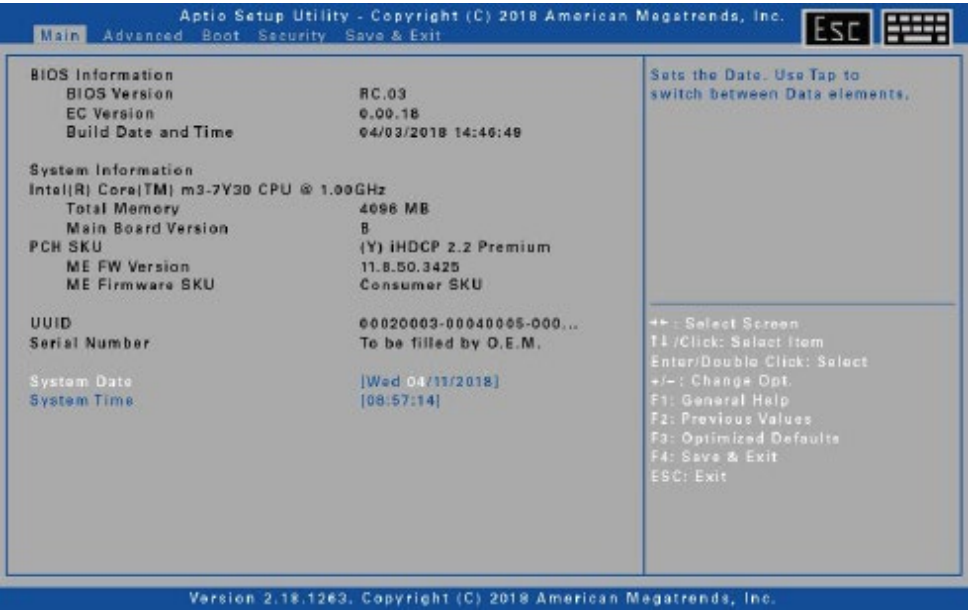 Aptio Setup Utility - Copyright (C) 2018 American Megatrends, Inc.
Main Advanced Boot Security Save & Exit
Esc
BIOS Information
BIOS Version RC.03
EC Version 0.00.18
Build Date and Time 04/03/2018 14:46:49
System Information
Intel(R) Core(TM) m3-7Y30 CPU @ 1.00GHz
Total Memory 4096 MB
Main Board Version B
PCH SKU (Y) iHDCP 2.2 Premium
ME FW Version 11.8.50.3425
ME Firmware SKU Consumer SKU
UUID 00020003-00040005-000...
Serial Number To be filled by O.E.M.
System Date [Wed 04/11/2018]
System Time [08:57:14]
Sets the Date. Use Tap to
switch between Data elements.
→←: Select Screen
↑↓/Click: Select Item
Enter/Double Click: Select
+/-: Change Opt.
F1: General Help
F2: Previous Values
F3: Optimized Defaults
F4: Save & Exit
ESC: Exit
Version 2.18.1263. Copyright (C) 2018 American Megatrends, Inc.